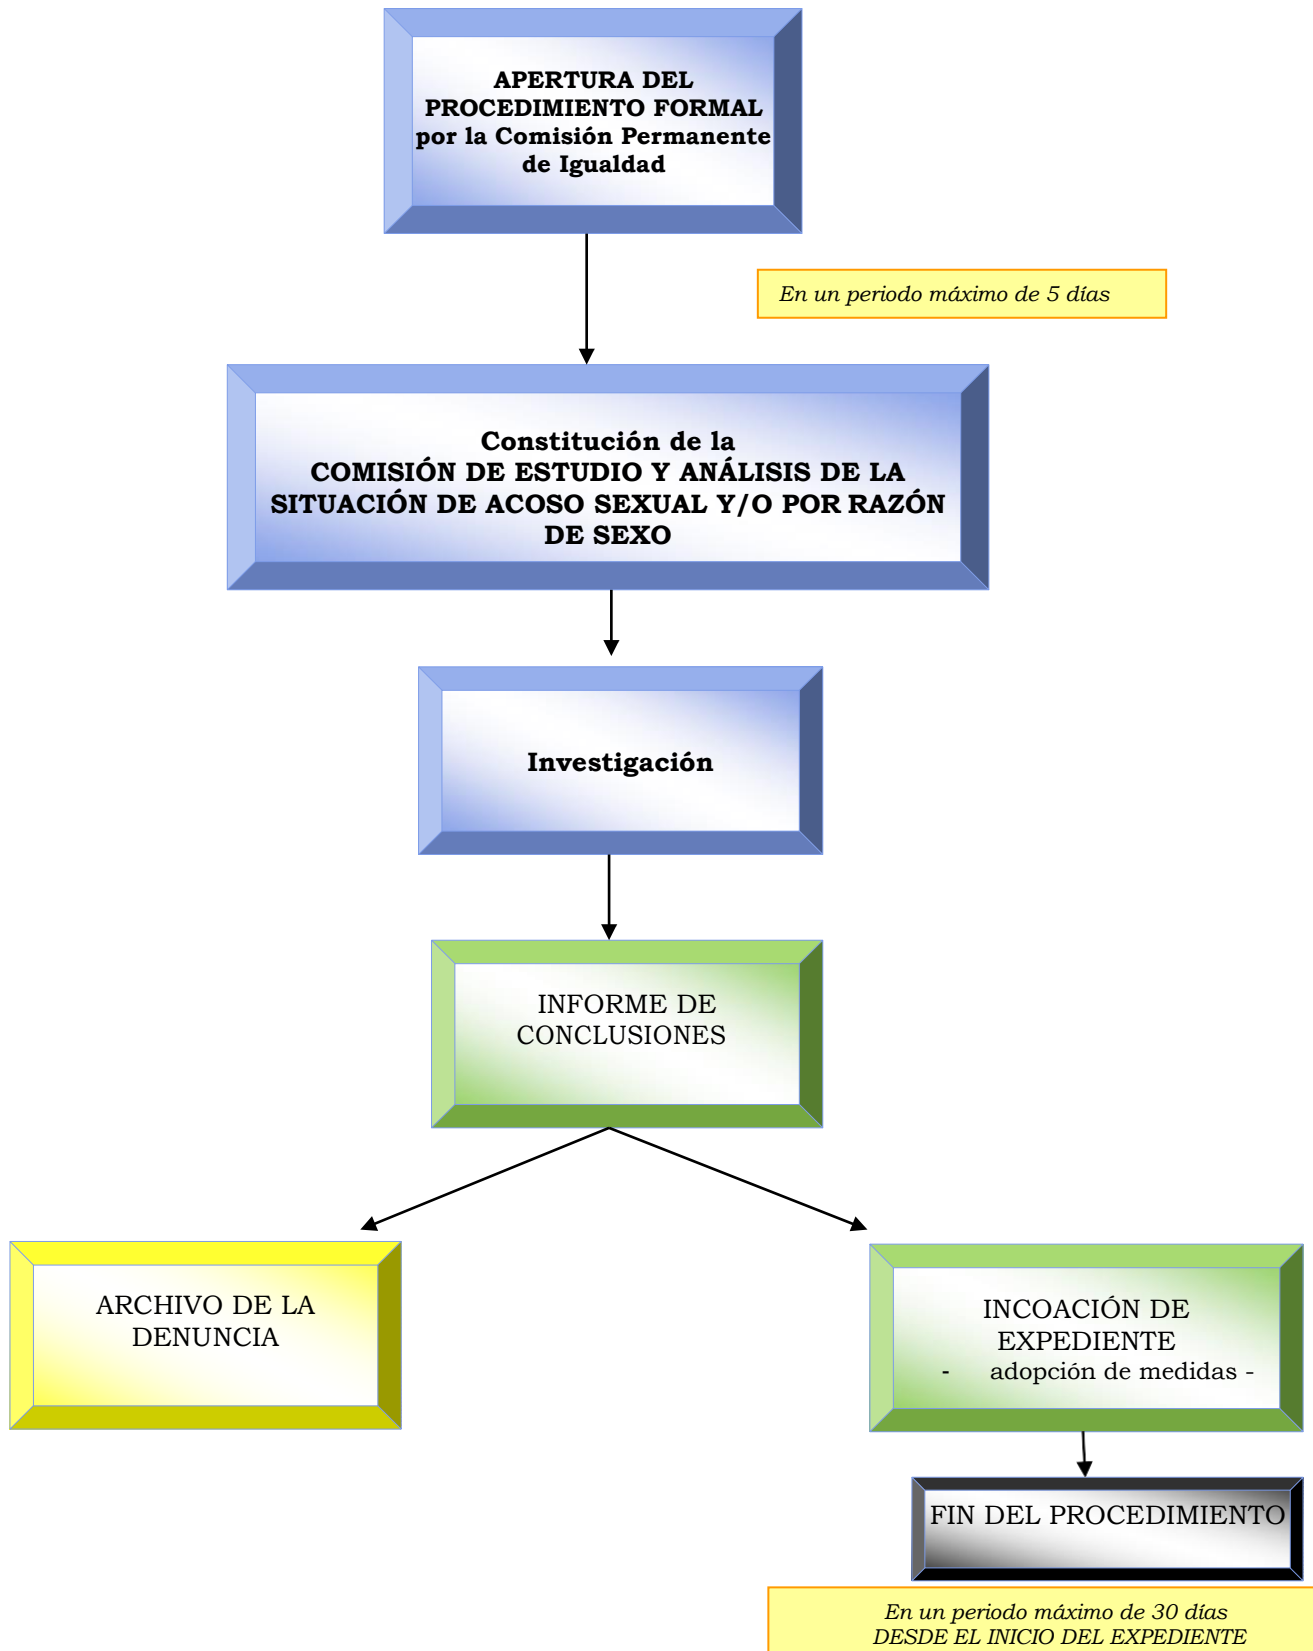 APERTURA DEL
PROCEDIMIENTO FORMAL
por la Comisión Permanente
de Igualdad
En un periodo máximo de 5 días
Constitución de la
COMISIÓN DE ESTUDIO Y ANÁLISIS DE LA
SITUACIÓN DE ACOSO SEXUAL Y/O POR RAZÓN
DE SEXO
Investigación
INFORME DE
CONCLUSIONES
ARCHIVO DE LA
DENUNCIA
INCOACIÓN DE
EXPEDIENTE
- adopción de medidas -
FIN DEL PROCEDIMIENTO
En un periodo máximo de 30 días
DESDE EL INICIO DEL EXPEDIENTE